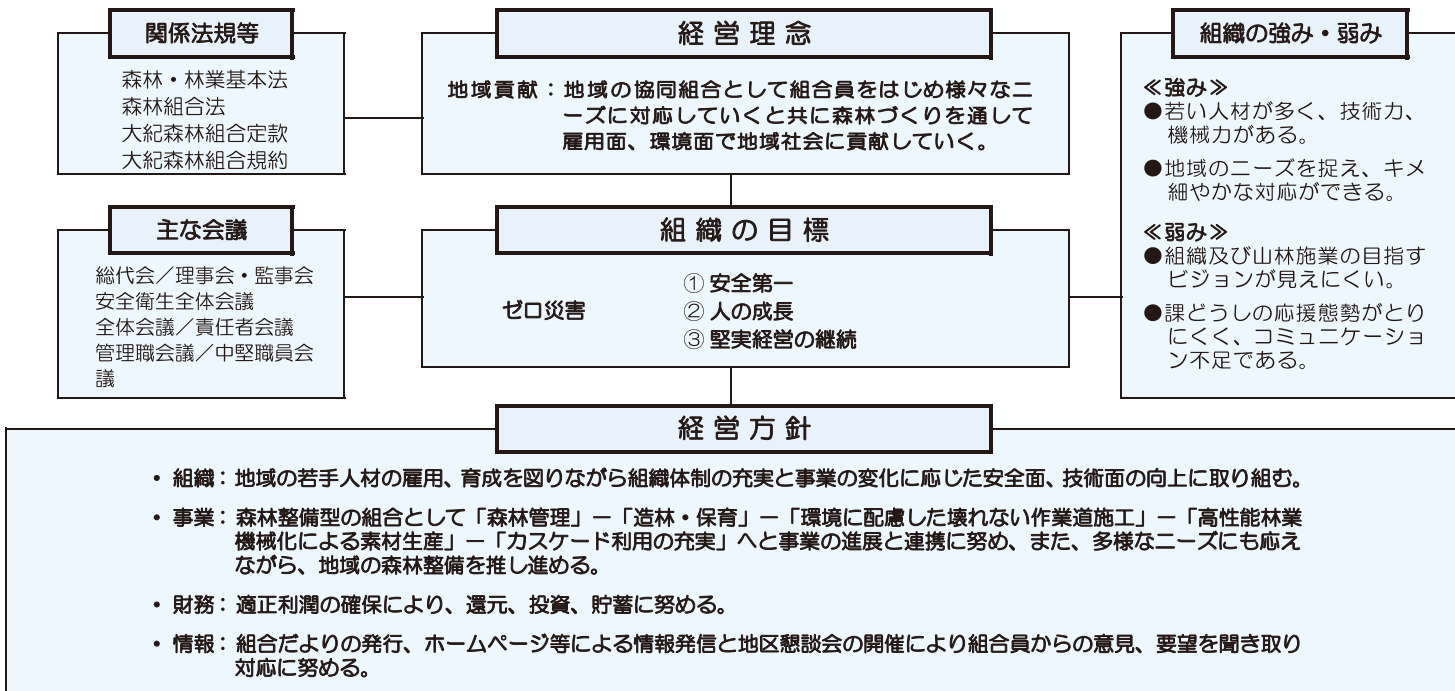 関係法規等
森林・林業基本法
森林組合法
大紀森林組合定款
大紀森林組合規約
経営理念
地域貢献：地域の協同組合として組合員をはじめ様々なニ
ーズに対応していくと共に森林づくりを通して
雇用面、環境面で地域社会に貢献していく。
組織の強み・弱み
≪強み≫
●若い人材が多く、技術力、
機械力がある。
●地域のニーズを捉え、キメ
細やかな対応ができる。
≪弱み≫
●組織及び山林施業の目指す
ビジョンが見えにくい。
●課どうしの応援態勢がとり
にくく、コミュニケーショ
ン不足である。
主な会議
総代会／理事会・監事会
安全衛生全体会議
全体会議／責任者会議
管理職会議／中堅職員会
議
組織の目標
ゼロ災害
① 安全第一
② 人の成長
③ 堅実経営の継続
経営方針
・ 組織：地域の若手人材の雇用、育成を図りながら組織体制の充実と事業の変化に応じた安全面、技術面の向上に取り組む。
・ 事業：森林整備型の組合として「森林管理」－「造林・保育」－「環境に配慮した壊れない作業道施工」－「高性能林業
機械化による素材生産」－「カスケード利用の充実」へと事業の進展と連携に努め、また、多様なニーズにも応え
ながら、地域の森林整備を推し進める。
・ 財務：適正利潤の確保により、還元、投資、貯蓄に努める。
・ 情報：組合だよりの発行、ホームページ等による情報発信と地区懇談会の開催により組合員からの意見、要望を聞き取り
対応に努める。